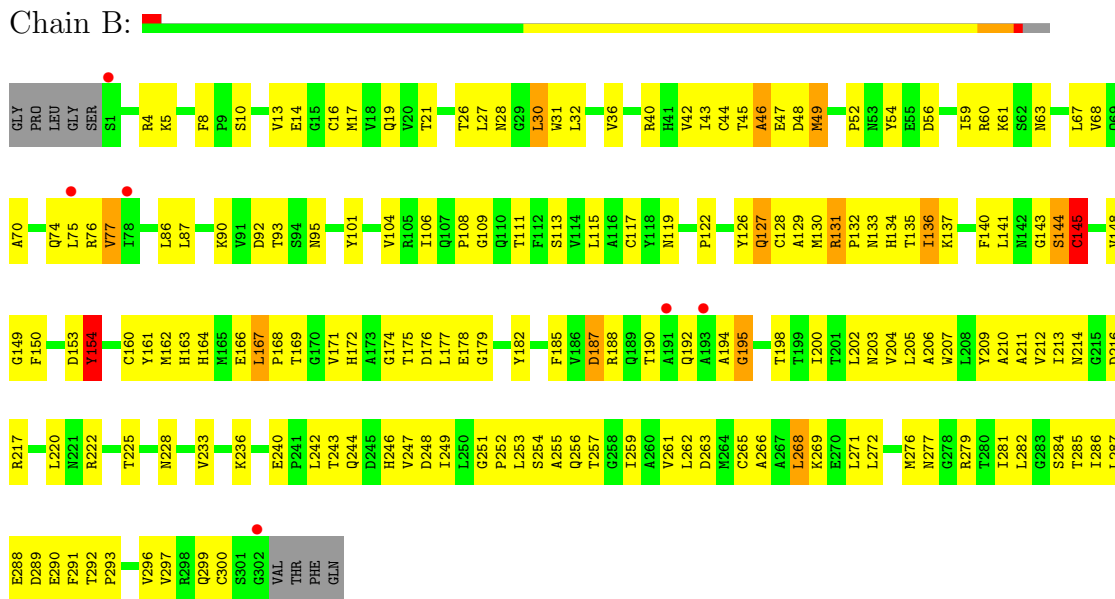 Chain B:
GLY PRO LEU GLY SER S1 R4 K5 F8 P9 S10 V13 E14 G15 C16 M17 V18 Q19 V20 T21 T26 L27 N28 G29 L30 W31 L32 V36 R40 H41 V42 I43 C44 T45 A46 E47 D48 M49 P52 N53 Y54 E55 D56 I59 R60 K61 S62 N63 L67 V68 D69
A70 Q74 L75 R76 V77 I78 L86 L87 K90 V91 D92 T93 S94 N95 Y101 V104 R105 I106 Q107 P108 G109 Q110 T111 F112 S113 V114 L115 A116 C117 Y118 N119 P122 Y126 Q127 C128 A129 M130 R131 P132 N133 H134 T135 I136 K137 F140 L141 N142 G143 S144 C145
G149 F150 D153 Y154 C160 Y161 M162 H163 H164 M165 E166 L167 P168 T169 G170 V171 H172 A173 G174 T175 D176 L177 E178 G179 Y182 F185 V186 D187 R188 Q189 T190 A191 Q192 A193 A194 G195 T198 L199 I200 T201 L202 N203 V204 L205 A206 W207 L208 Y209 A210 A211 V212 I213 N214 G215
R217 L220 N221 R222 T225 N228 V233 K236 E240 P241 L242 T243 Q244 D245 H246 V247 D248 I249 L250 G251 P252 L253 S254 A255 Q256 T257 G258 I259 A260 V261 L262 D263 M264 C265 A266 A267 L268 K269 E270 L271 L272 M276 N277 G278 R279 T280 I281 L282 G283 S284 T285 I286 L287
E288 D289 E290 F291 T292 P293 V296 V297 R298 Q299 C300 S301 G302 VAL THR PHE GLN